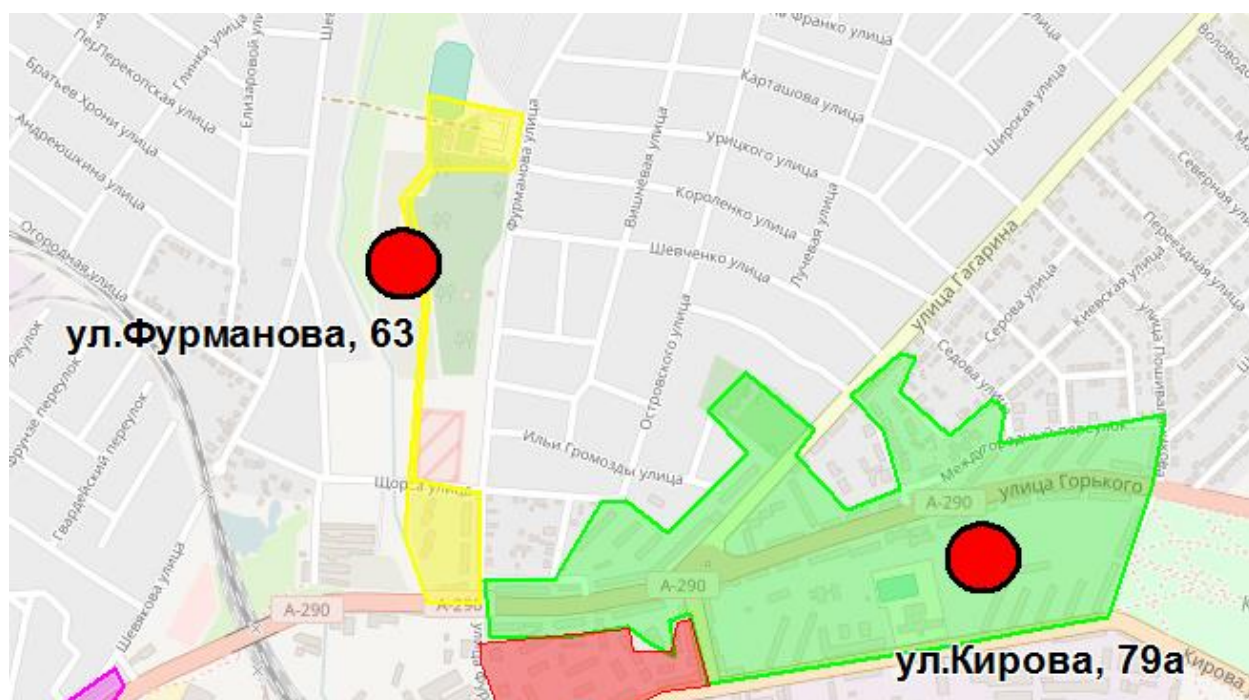 Глинки улица
Перекопская улица
Братьев Хрони улица
Андреюшкина улица
Огородная улица
Елизаровой улица
Фурманова улица
Вишнёвая улица
Карташова улица
Урицкого улица
Короленко улица
Шевченко улица
Лучевая улица
Широкая улица
Северная улица
Переездная улица
Киевская улица
Серова улица
Седова улица
улица Гагарина
Островского улица
ул.Фурманова, 63
Гвардейский переулок
Ильи Громозды улица
Щорса улица
Междугородный переулок
улица Горького
А-290
А-290
А-290
А-290
Шевякова улица
ул.Кирова, 79а
Кирова